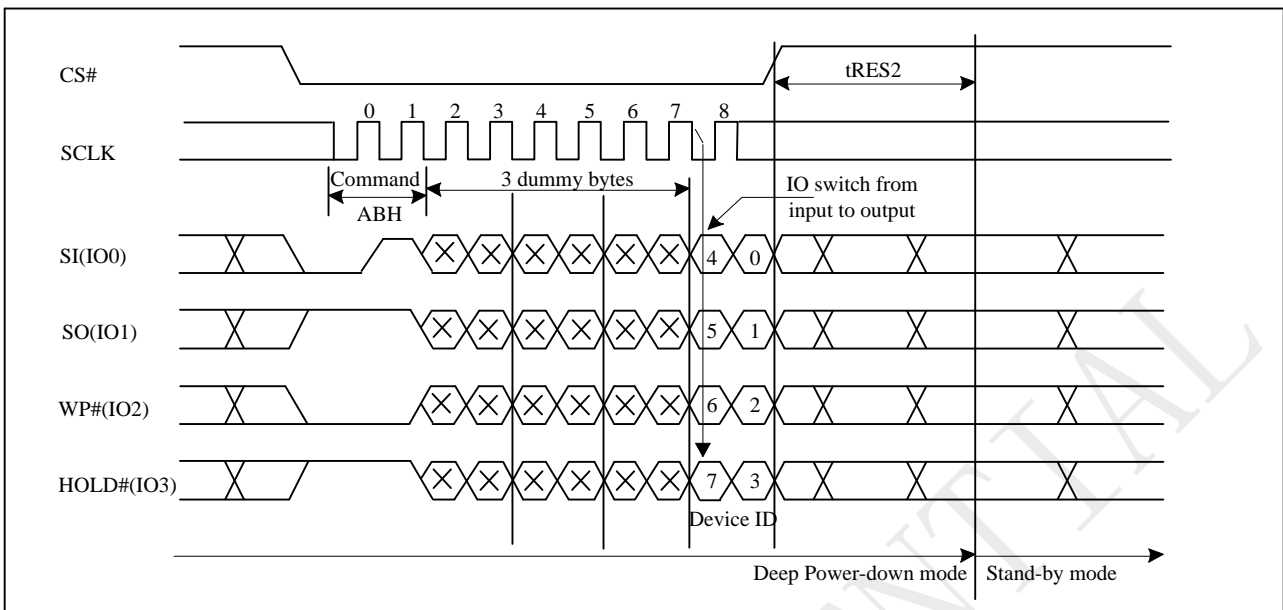 CS#
tRES2
0 1 2 3 4 5 6 7 8
SCLK
Command
ABH
3 dummy bytes
IO switch from
input to output
SI(IO0)
4 0
SO(IO1)
5 1
WP#(IO2)
6 2
HOLD#(IO3)
7 3
Device ID
Deep Power-down mode
Stand-by mode